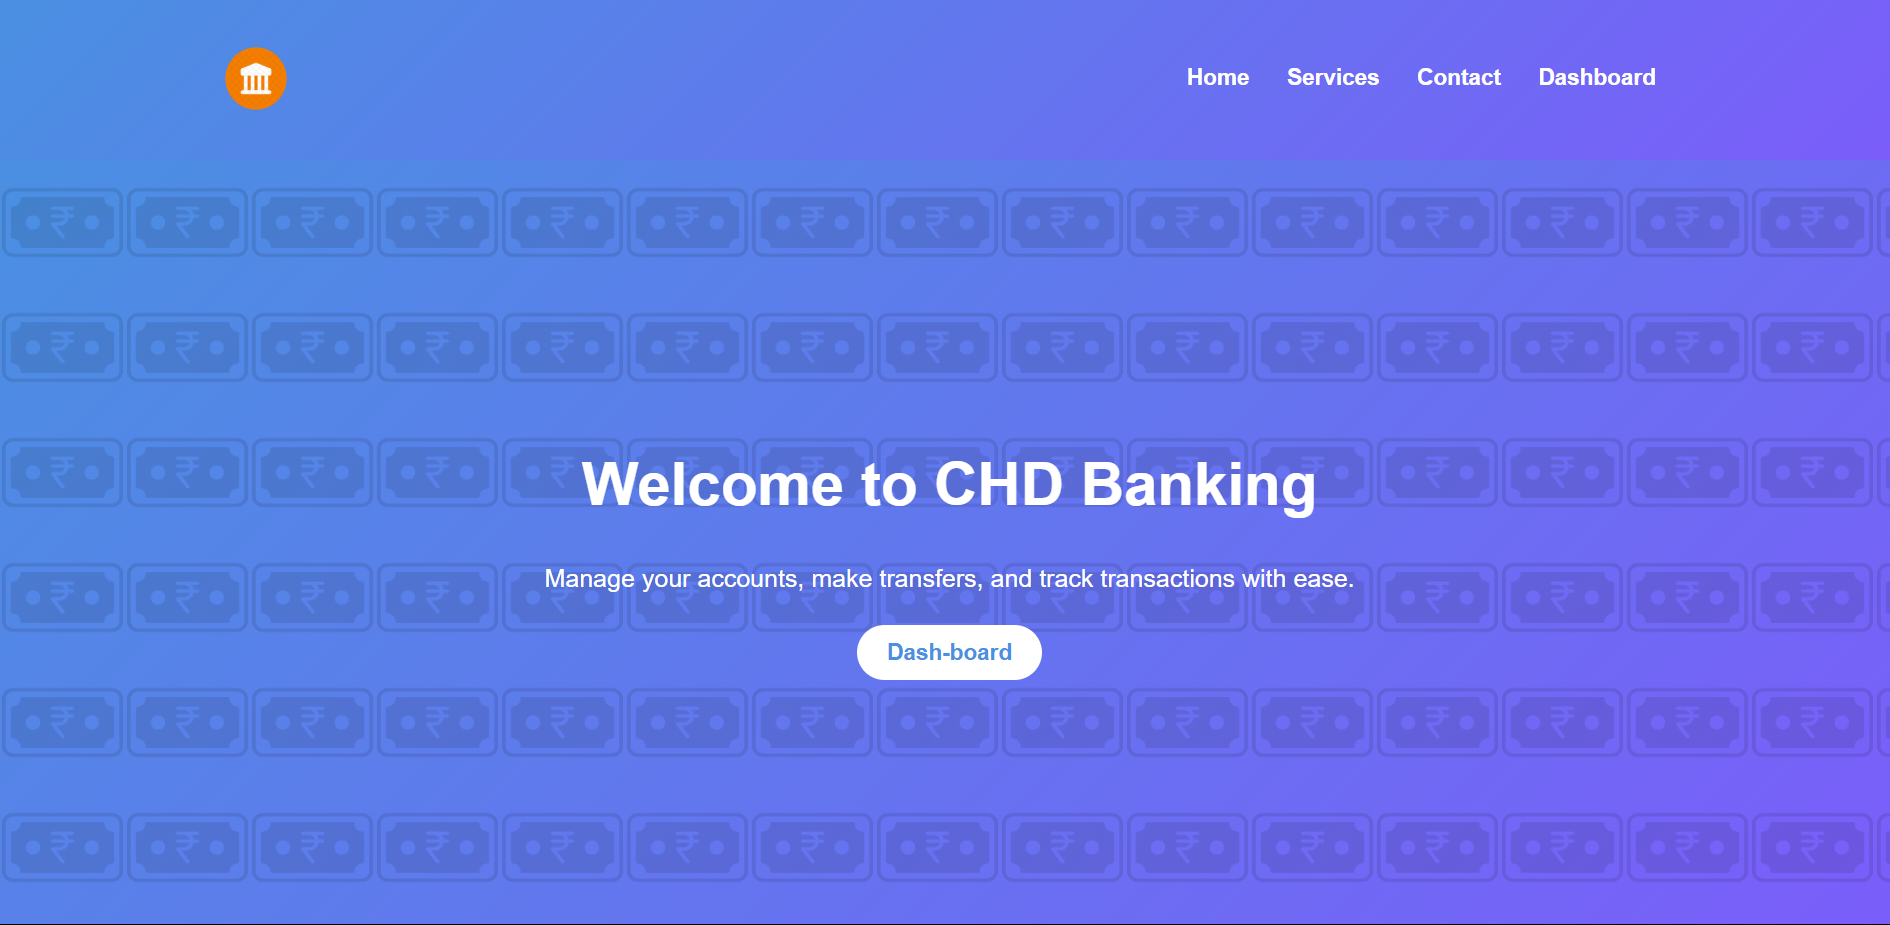 Home Services Contact Dashboard
₹ ₹ ₹ ₹ ₹ ₹ ₹ ₹ ₹ ₹ ₹ ₹ ₹ ₹ ₹
₹ ₹ ₹ ₹ ₹ ₹ ₹ ₹ ₹ ₹ ₹ ₹ ₹ ₹ ₹
Welcome to CHD Banking
Manage your accounts, make transfers, and track transactions with ease.
Dash-board
₹ ₹ ₹ ₹ ₹ ₹ ₹ ₹ ₹ ₹ ₹ ₹ ₹ ₹ ₹
₹ ₹ ₹ ₹ ₹ ₹ ₹ ₹ ₹ ₹ ₹ ₹ ₹ ₹ ₹